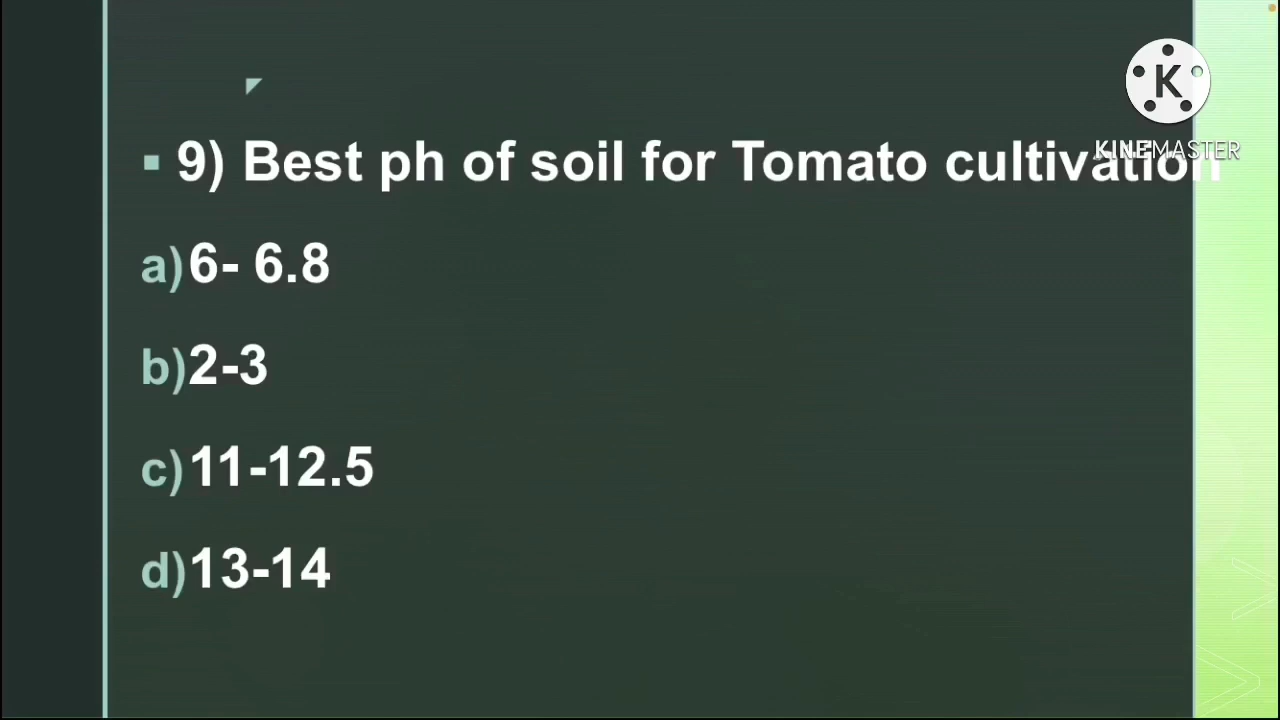 K
KINEMASTER
▪ 9) Best ph of soil for Tomato cultivation
a)6- 6.8
b)2-3
c)11-12.5
d)13-14